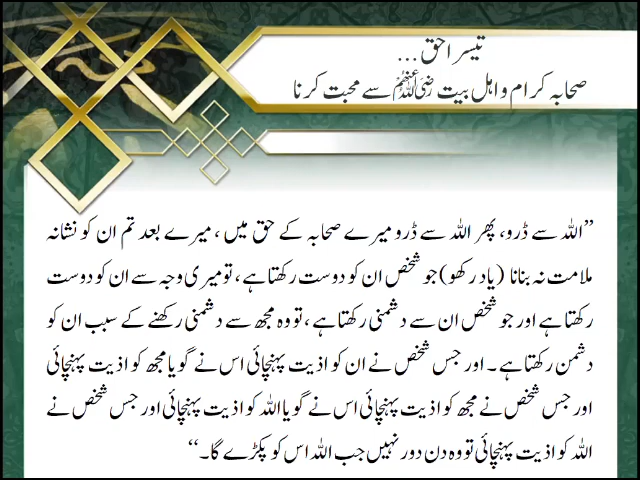 تیسرا حق...
صحابہ کرام و اہل بیت رضی اللہ عنہم سے محبت کرنا
”اللہ سے ڈرو، پھر اللہ سے ڈرو میرے صحابہ کے حق میں، میرے بعد تم ان کو نشانہ
ملامت نہ بنانا (یاد رکھو) جو شخص ان کو دوست رکھتا ہے، تو میری وجہ سے ان کو دوست
رکھتا ہے اور جو شخص ان سے دشمنی رکھتا ہے، تو وہ مجھ سے دشمنی رکھنے کے سبب ان کو
دشمن رکھتا ہے۔ اور جس شخص نے ان کو اذیت پہنچائی اس نے گویا مجھ کو اذیت پہنچائی
اور جس شخص نے مجھ کو اذیت پہنچائی اس نے گویا اللہ کو اذیت پہنچائی اور جس شخص نے
اللہ کو اذیت پہنچائی تو وہ دن دور نہیں جب اللہ اس کو پکڑے گا۔“